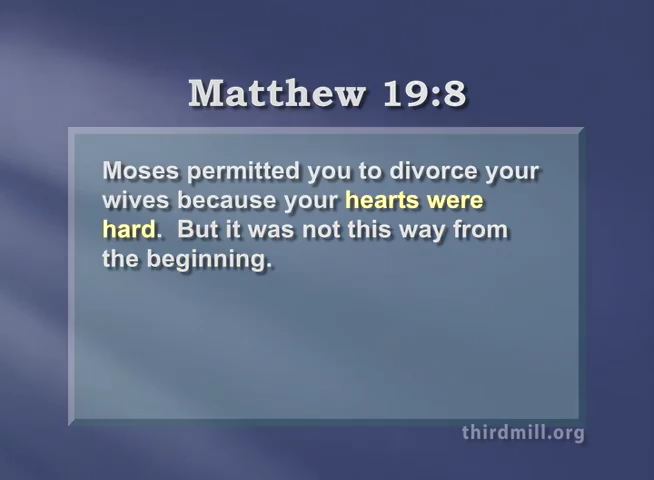 Matthew 19:8
Moses permitted you to divorce your
wives because your hearts were
hard.  But it was not this way from
the beginning.
thirdmill.org